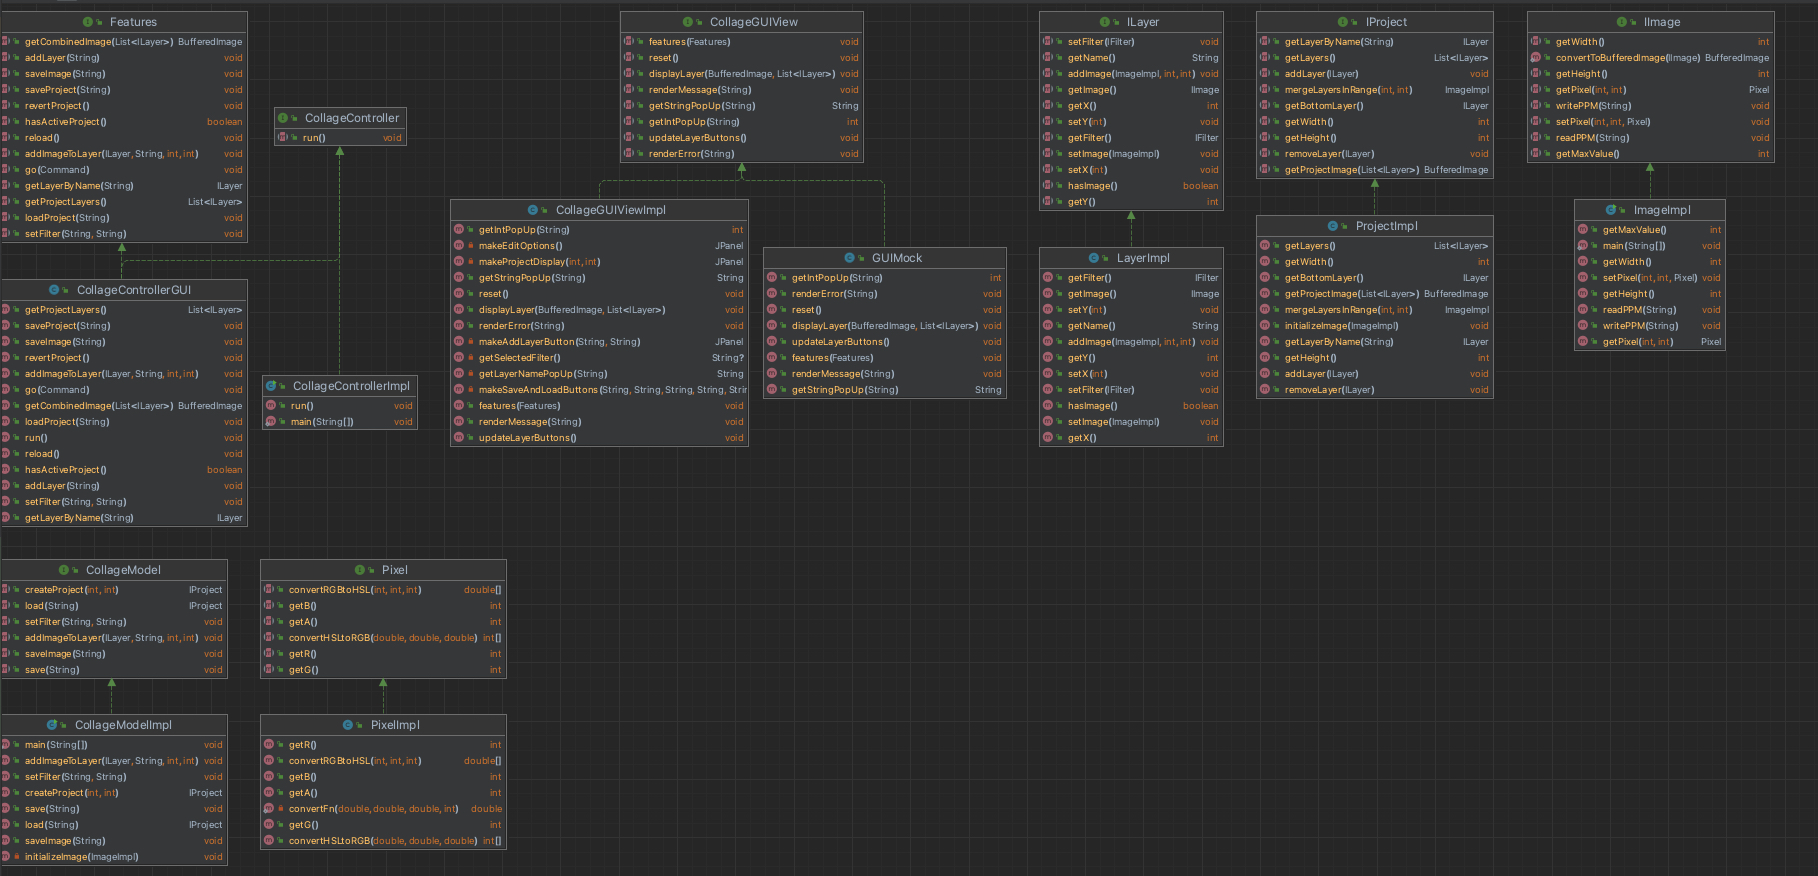 Features
getCombinedImage(List<ILayer>) BufferedImage
addLayer(String) void
saveImage(String) void
saveProject(String) void
revertProject() void
hasActiveProject() boolean
reload() void
addImageToLayer(ILayer, String, int, int) void
go(Command) void
getLayerByName(String) ILayer
getProjectLayers() List<ILayer>
loadProject(String) void
setFilter(String, String) void
CollageController
run() void
CollageGUIView
features(Features) void
reset() void
displayLayer(BufferedImage, List<ILayer>) void
renderMessage(String) void
getStringPopUp(String) String
getIntPopUp(String) int
updateLayerButtons() void
renderError(String) void
ILayer
setFilter(IFilter) void
getName() String
addImage(ImageImpl, int, int) void
getImage() IImage
getX() int
setY(int) void
getFilter() IFilter
setImage(ImageImpl) void
setX(int) void
hasImage() boolean
getY() int
IProject
getLayerByName(String) ILayer
getLayers() List<ILayer>
addLayer(ILayer) void
mergeLayersInRange(int, int) ImageImpl
getBottomLayer() ILayer
getWidth() int
getHeight() int
removeLayer(ILayer) void
getProjectImage(List<ILayer>) BufferedImage
IImage
getWidth() int
convertToBufferedImage(IImage) BufferedImage
getHeight() int
getPixel(int, int) Pixel
writePPM(String) void
setPixel(int, int, Pixel) void
readPPM(String) void
getMaxValue() int
CollageControllerGUI
getProjectLayers() List<ILayer>
saveProject(String) void
saveImage(String) void
revertProject() void
addImageToLayer(ILayer, String, int, int) void
go(Command) void
getCombinedImage(List<ILayer>) BufferedImage
loadProject(String) void
run() void
reload() void
hasActiveProject() boolean
addLayer(String) void
setFilter(String, String) void
getLayerByName(String) ILayer
CollageControllerImpl
run() void
main(String[]) void
CollageGUIViewImpl
getIntPopUp(String) int
makeEditOptions() JPanel
makeProjectDisplay(int, int) JPanel
getStringPopUp(String) String
reset() void
displayLayer(BufferedImage, List<ILayer>) void
renderError(String) void
makeAddLayerButton(String, String) JPanel
getSelectedFilter() String?
getLayerNamePopUp(String) String
makeSaveAndLoadButtons(String, String, String, String, Strir
features(Features) void
renderMessage(String) void
updateLayerButtons() void
GUIMock
getIntPopUp(String) int
renderError(String) void
reset() void
displayLayer(BufferedImage, List<ILayer>) void
updateLayerButtons() void
features(Features) void
renderMessage(String) void
getStringPopUp(String) String
LayerImpl
getFilter() IFilter
getImage() IImage
setY(int) void
getName() String
addImage(ImageImpl, int, int) void
getY() int
setX(int) void
setFilter(IFilter) void
hasImage() boolean
setImage(ImageImpl) void
getX() int
ProjectImpl
getLayers() List<ILayer>
getWidth() int
getBottomLayer() ILayer
getProjectImage(List<ILayer>) BufferedImage
mergeLayersInRange(int, int) ImageImpl
initializeImage(ImageImpl) void
getLayerByName(String) ILayer
getHeight() int
addLayer(ILayer) void
removeLayer(ILayer) void
ImageImpl
getMaxValue() int
main(String[]) void
getWidth() int
setPixel(int, int, Pixel) void
getHeight() int
readPPM(String) void
writePPM(String) void
getPixel(int, int) Pixel
CollageModel
createProject(int, int) IProject
load(String) IProject
setFilter(String, String) void
addImageToLayer(ILayer, String, int, int) void
saveImage(String) void
save(String) void
Pixel
convertRGBtoHSL(int, int, int) double[]
getB() int
getA() int
convertHSLtoRGB(double, double, double) int[]
getR() int
getG() int
CollageModelImpl
main(String[]) void
addImageToLayer(ILayer, String, int, int) void
setFilter(String, String) void
createProject(int, int) IProject
save(String) void
load(String) IProject
saveImage(String) void
initializeImage(ImageImpl) void
PixelImpl
getR() int
convertRGBtoHSL(int, int, int) double[]
getB() int
getA() int
convertFn(double, double, double, int) double
getG() int
convertHSLtoRGB(double, double, double) int[]